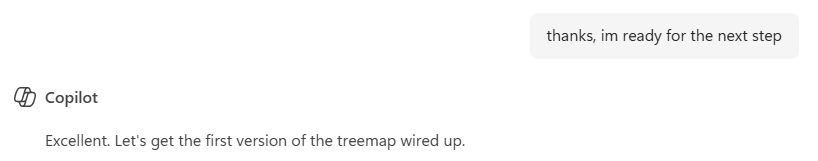 thanks, im ready for the next step
Copilot
Excellent. Let's get the first version of the treemap wired up.